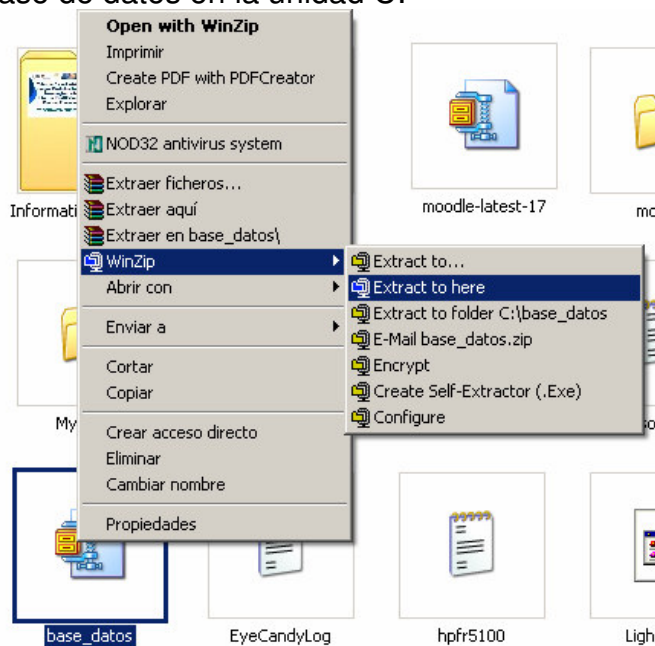 base de datos en la unidad C:
Open with WinZip
Imprimir
Create PDF with PDFCreator
Explorar
NOD32 antivirus system
Extraer ficheros...
Extraer aquí
Extraer en base_datos\
WinZip
Abrir con
Enviar a
Cortar
Copiar
Crear acceso directo
Eliminar
Cambiar nombre
Propiedades
Extract to...
Extract to here
Extract to folder C:\base_datos
E-Mail base_datos.zip
Encrypt
Create Self-Extractor (.Exe)
Configure
Informati
moodle-latest-17
mo
My
base_datos
EyeCandyLog
hpfr5100
Ligh